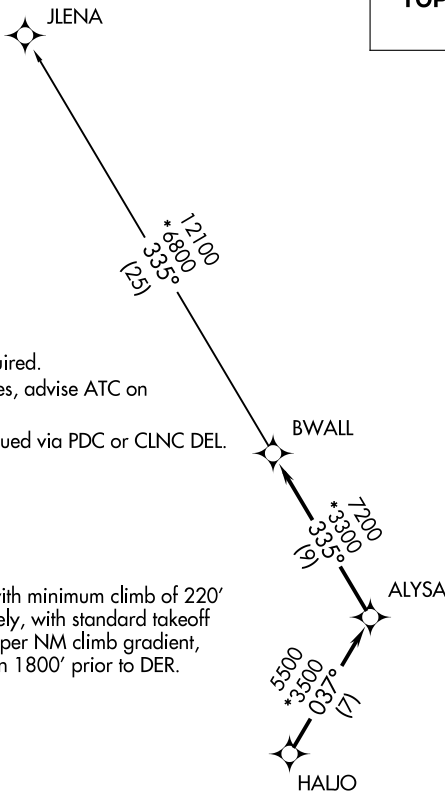 JLENA
TOP
12100
*6800
335°
(25)
uired.
es, advise ATC on
ued via PDC or CLNC DEL.
BWALL
7200
*3300
335°
(9)
with minimum climb of 220'
ely, with standard takeoff
per NM climb gradient,
n 1800' prior to DER.
ALYSA
5500
*3500
037°
(7)
HALJO